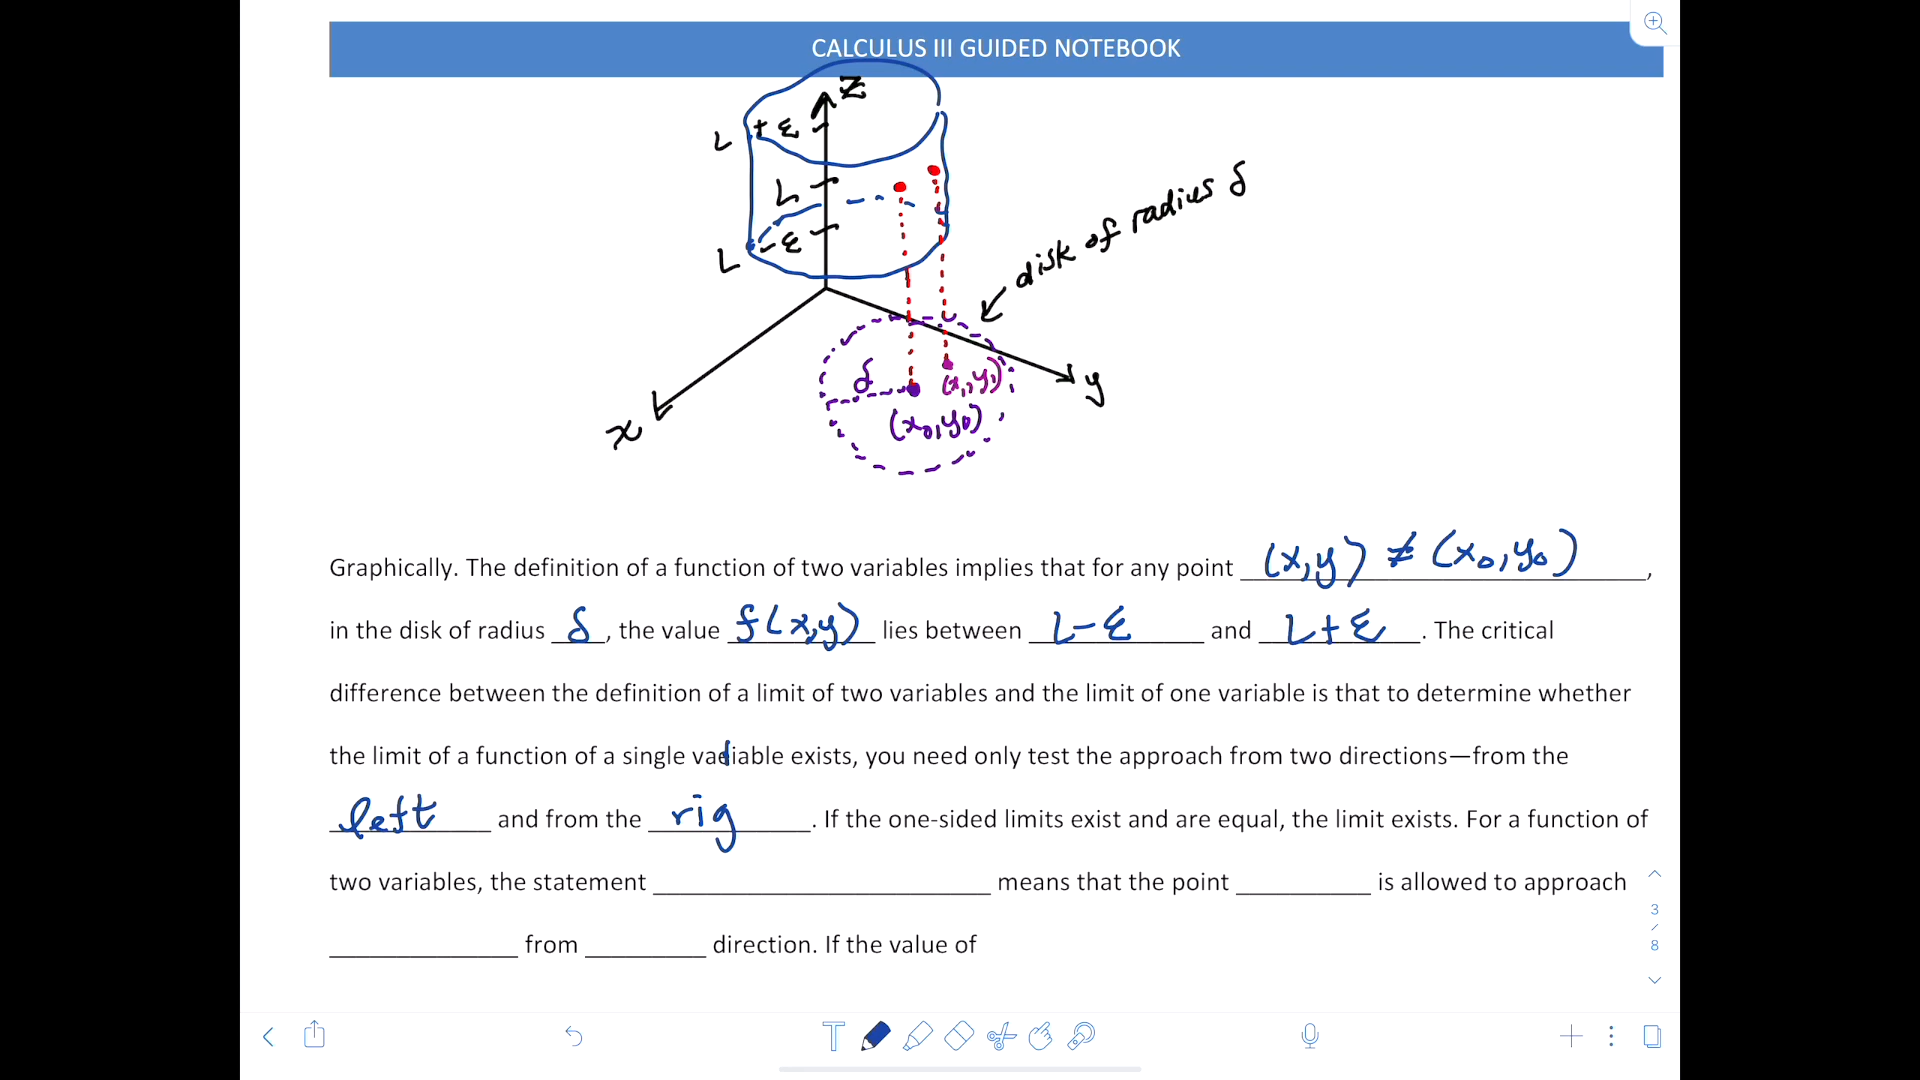 CALCULUS III GUIDED NOTEBOOK
z
L + ε
L
L - ε
disk of radius δ
δ
(x₁, y₁)
(x₀, y₀)
x
y
Graphically. The definition of a function of two variables implies that for any point (x,y) ≠ (x₀, y₀),
in the disk of radius δ, the value f(x,y) lies between L-ε and L+ε. The critical
difference between the definition of a limit of two variables and the limit of one variable is that to determine whether
the limit of a function of a single variable exists, you need only test the approach from two directions—from the
left and from the rig. If the one-sided limits exist and are equal, the limit exists. For a function of
two variables, the statement ____ means that the point ____ is allowed to approach
____ from ____ direction. If the value of
3
/
8
T